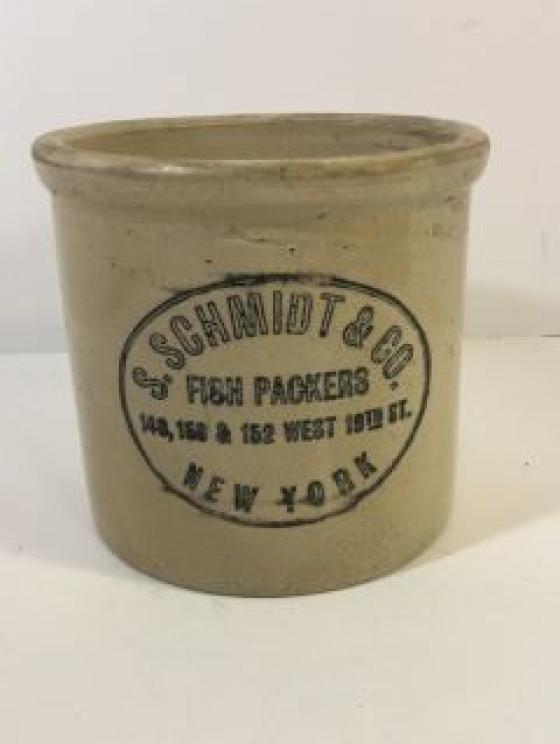 S. SCHMIDT & CO.
FISH PACKERS
148, 150 & 152 WEST 19TH ST.
NEW YORK